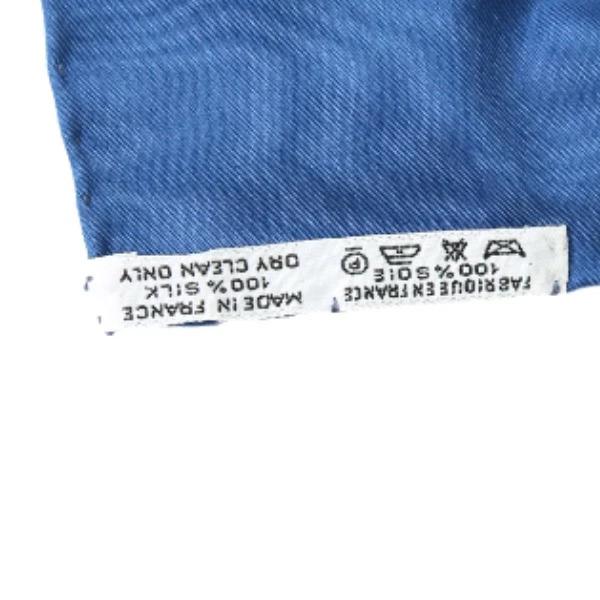 FABRIQUE EN FRANCE
100% SOIE
P
MADE IN FRANCE
100% SILK
DRY CLEAN ONLY